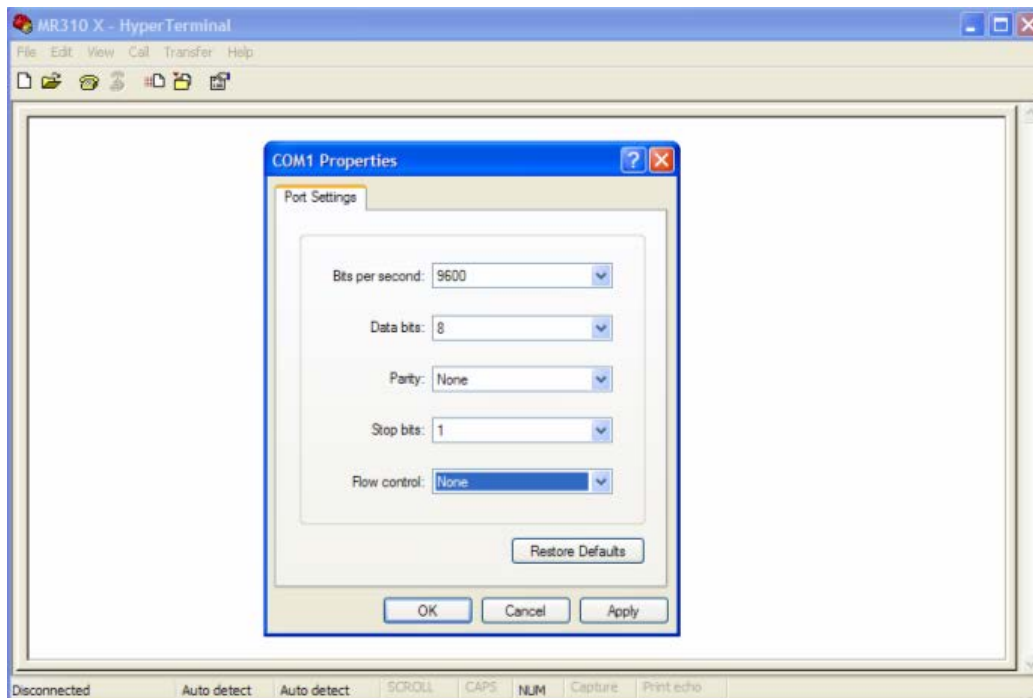 MR310 X - HyperTerminal
File Edit View Call Transfer Help
COM1 Properties
Port Settings
Bits per second: 9600
Data bits: 8
Parity: None
Stop bits: 1
Flow control: None
Restore Defaults
OK Cancel Apply
Disconnected Auto detect Auto detect SCROLL CAPS NUM Capture Print echo